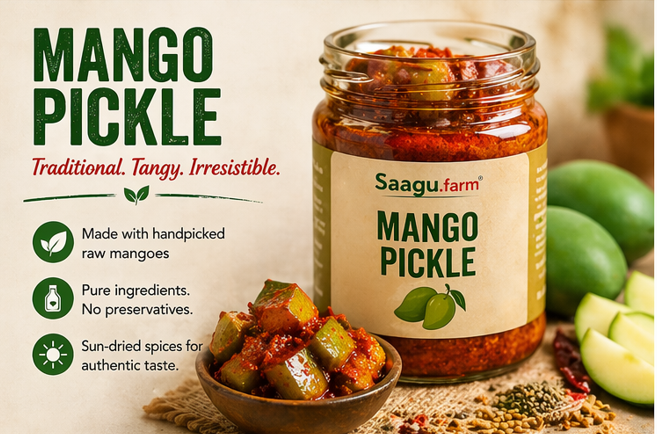 MANGO
PICKLE
Traditional. Tangy. Irresistible.
Made with handpicked
raw mangoes
Pure ingredients.
No preservatives.
Sun-dried spices for
authentic taste.
Saagu.farm®
MANGO
PICKLE